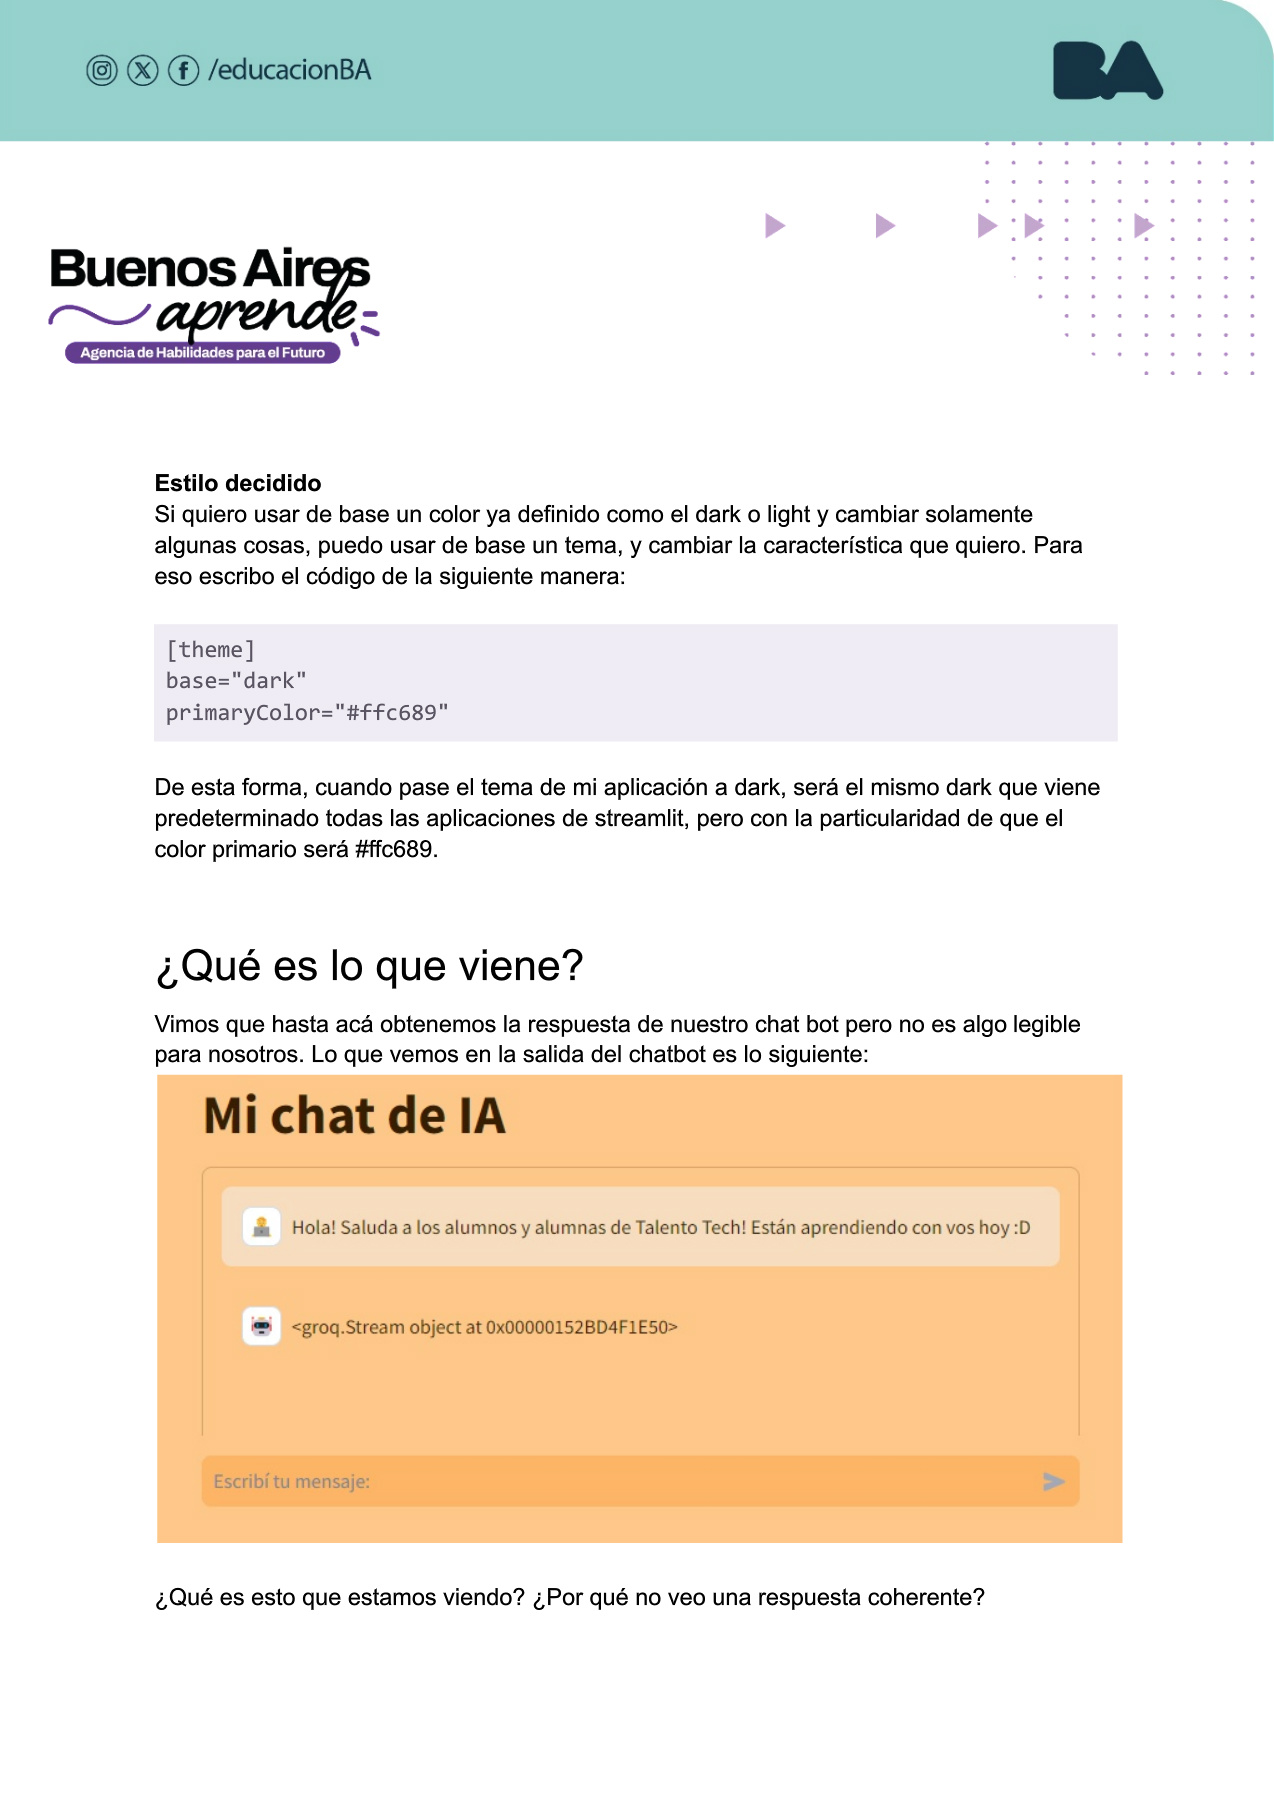 /educacionBA
BA
Buenos Aires
aprende
Agencia de Habilidades para el Futuro
Estilo decidido
Si quiero usar de base un color ya definido como el dark o light y cambiar solamente
algunas cosas, puedo usar de base un tema, y cambiar la característica que quiero. Para
eso escribo el código de la siguiente manera:
[theme]
base="dark"
primaryColor="#ffc689"
De esta forma, cuando pase el tema de mi aplicación a dark, será el mismo dark que viene
predeterminado todas las aplicaciones de streamlit, pero con la particularidad de que el
color primario será #ffc689.
¿Qué es lo que viene?
Vimos que hasta acá obtenemos la respuesta de nuestro chat bot pero no es algo legible
para nosotros. Lo que vemos en la salida del chatbot es lo siguiente:
Mi chat de IA
Hola! Saluda a los alumnos y alumnas de Talento Tech! Están aprendiendo con vos hoy :D
<groq.Stream object at 0x00000152BD4F1E50>
Escribí tu mensaje:
¿Qué es esto que estamos viendo? ¿Por qué no veo una respuesta coherente?